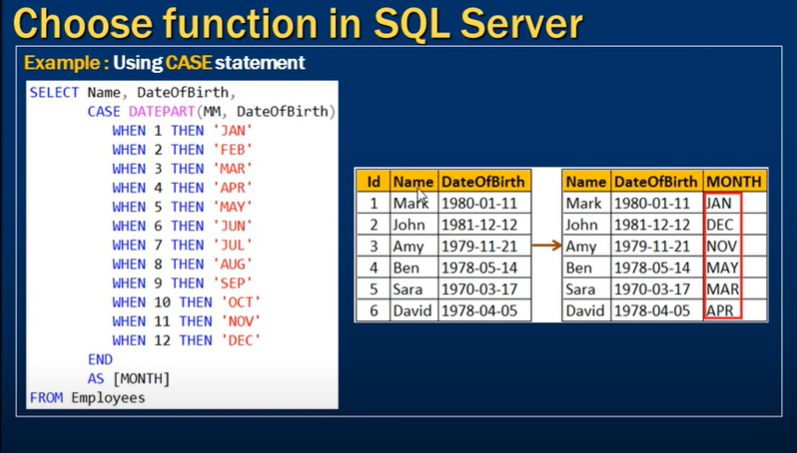 Choose function in SQL Server
Example : Using CASE statement
SELECT Name, DateOfBirth,
CASE DATEPART(MM, DateOfBirth)
WHEN 1 THEN 'JAN'
WHEN 2 THEN 'FEB'
WHEN 3 THEN 'MAR'
WHEN 4 THEN 'APR'
WHEN 5 THEN 'MAY'
WHEN 6 THEN 'JUN'
WHEN 7 THEN 'JUL'
WHEN 8 THEN 'AUG'
WHEN 9 THEN 'SEP'
WHEN 10 THEN 'OCT'
WHEN 11 THEN 'NOV'
WHEN 12 THEN 'DEC'
END
AS [MONTH]
FROM Employees
Id Name DateOfBirth
1 Mark 1980-01-11
2 John 1981-12-12
3 Amy 1979-11-21
4 Ben 1978-05-14
5 Sara 1970-03-17
6 David 1978-04-05
Name DateOfBirth MONTH
Mark 1980-01-11 JAN
John 1981-12-12 DEC
Amy 1979-11-21 NOV
Ben 1978-05-14 MAY
Sara 1970-03-17 MAR
David 1978-04-05 APR